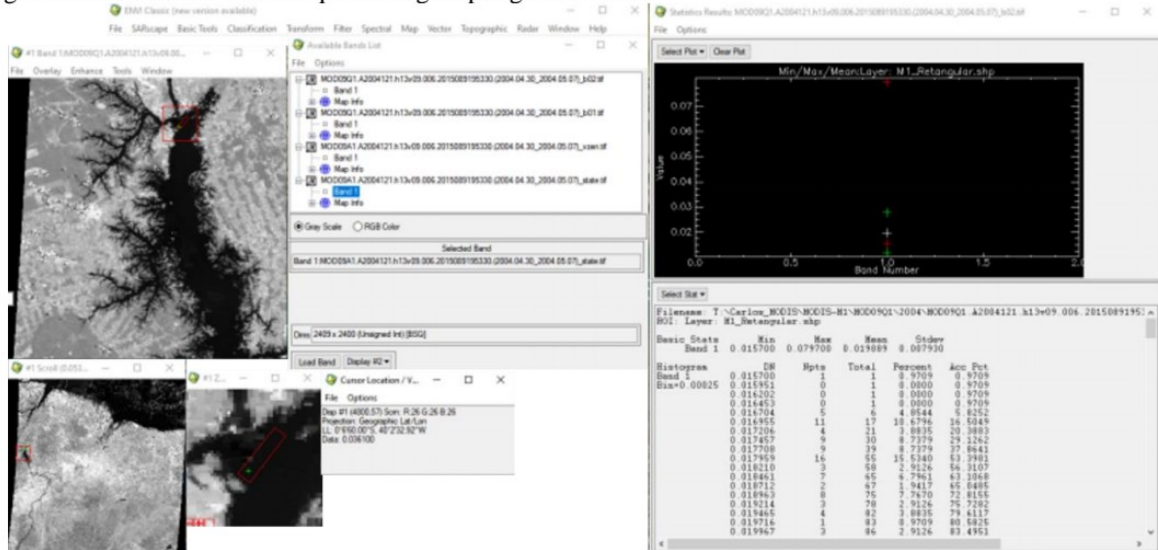 ENVI Classic (new version available)
File SARscape Basic Tools Classification Transform Filter Spectral Map Vector Topographic Radar Window Help
#1 Band 1:MOD09Q1.A2004121.h13v09.00...
File Overlay Enhance Tools Window
Available Bands List
File Options
MOD09Q1.A2004121.h13v09.006.2015089195330.(2004.04.30_2004.05.07)_b02.tif
Band 1
Map Info
MOD09Q1.A2004121.h13v09.006.2015089195330.(2004.04.30_2004.05.07)_b01.tif
Band 1
Map Info
Band 1
Map Info
MOD09A1.A2004121.h13v09.006.2015089195330.(2004.04.30_2004.05.07)_state.tif
Band 1
Map Info
Gray Scale RGB Color
Selected Band
Band 1:MOD09A1.A2004121.h13v09.006.2015089195330.(2004.04.30_2004.05.07)_state.tif
Dims 2409 x 2400 (Unsigned Int) [BSQ]
Load Band Display #2
#1 Scroll (0.053...
#1 Z...
Cursor Location / V...
File Options
Projection: Geographic Lat/Lon
Data: 0.036100
Statistics Results: MOD09Q1.A2004121.h13v09.006.2015089195330.(2004.04.30_2004.05.07)_b02.tif
File Options
Select Plot Clear Plot
Min/Max/Mean:Layer: M1_Retangular.shp
Value
0.07
0.06
0.05
0.04
0.03
0.02
0.0 0.5 1.0 1.5 2.0
Band Number
Select Stat
Filename: T:\Carlos_MODIS\MODIS-M1\MOD09Q1\2004\MOD09Q1.A2004121.h13v09.006.2015089195
ROI: Layer: M1_Retangular.shp
Basic Stats Min Max Mean Stdev
Band 1 0.015700 0.079700 0.019889 0.007930
Histogram DN Npts Total Percent Acc Pct
Band 1 0.015700 1 1 0.9709 0.9709
Bin=0.00025 0.015951 0 1 0.0000 0.9709
0.016202 0 1 0.0000 0.9709
0.016453 0 1 0.0000 0.9709
0.016704 5 6 4.8544 5.8252
0.016955 11 17 10.6796 16.5049
0.017206 4 21 3.8835 20.3883
0.017457 9 30 8.7379 29.1262
0.017708 9 39 8.7379 37.8641
0.017959 16 55 15.5340 53.3981
0.018210 3 58 2.9126 56.3107
0.018461 7 65 6.7961 63.1068
0.018712 2 67 1.9417 65.0485
0.018963 8 75 7.7670 72.8155
0.019214 3 78 2.9126 75.7282
0.019465 4 82 3.8835 79.6117
0.019716 1 83 0.9709 80.5825
0.019967 3 86 2.9126 83.4951